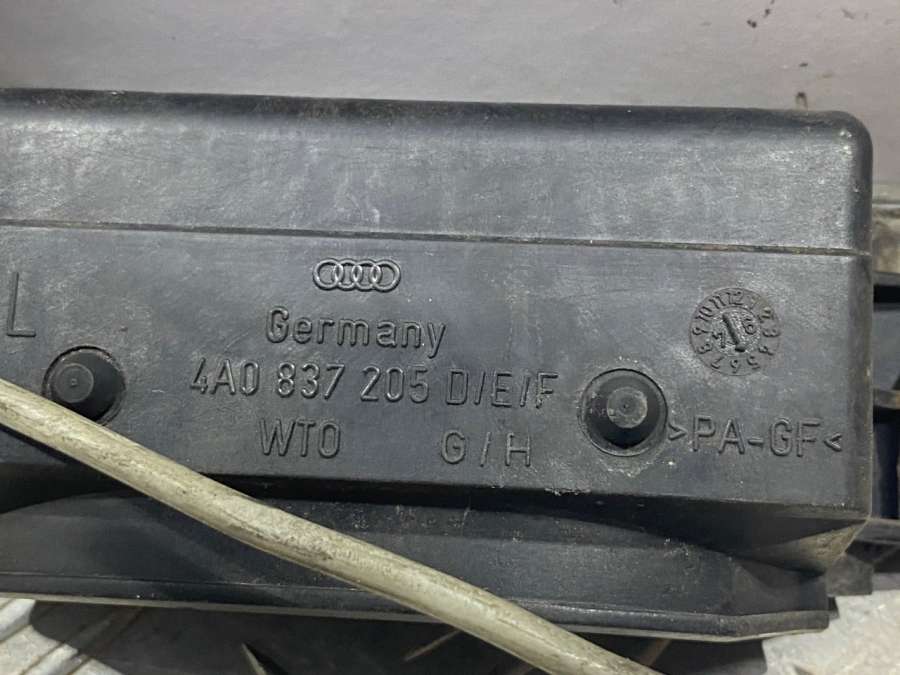 L
Germany
4A0 837 205 D/E/F
WTO G/H
>PA-GF<